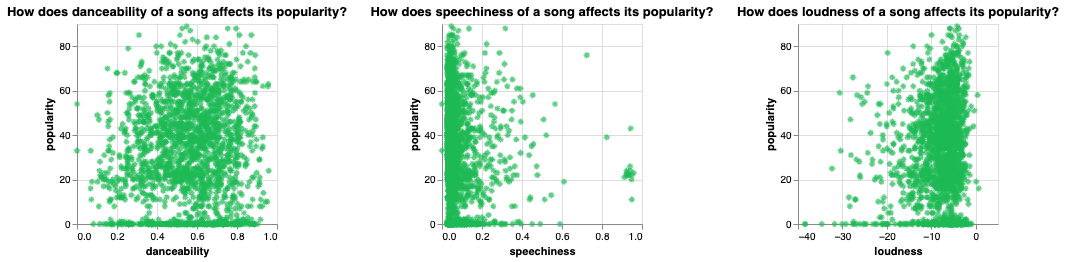 How does danceability of a song affects its popularity?
popularity
80
60
40
20
0
0.0 0.2 0.4 0.6 0.8 1.0
danceability
How does speechiness of a song affects its popularity?
popularity
80
60
40
20
0
0.0 0.2 0.4 0.6 0.8 1.0
speechiness
How does loudness of a song affects its popularity?
popularity
80
60
40
20
0
−40 −30 −20 −10 0
loudness